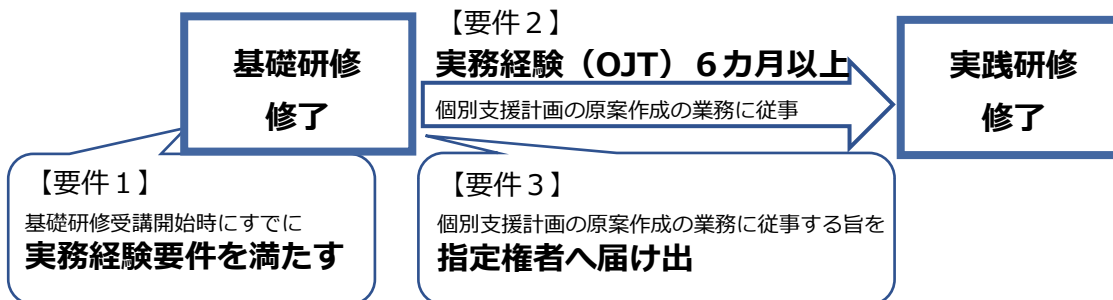 基礎研修
修了
【要件２】
実務経験（OJT）６カ月以上
個別支援計画の原案作成の業務に従事
実践研修
修了
【要件１】
基礎研修受講開始時にすでに
実務経験要件を満たす
【要件３】
個別支援計画の原案作成の業務に従事する旨を
指定権者へ届け出